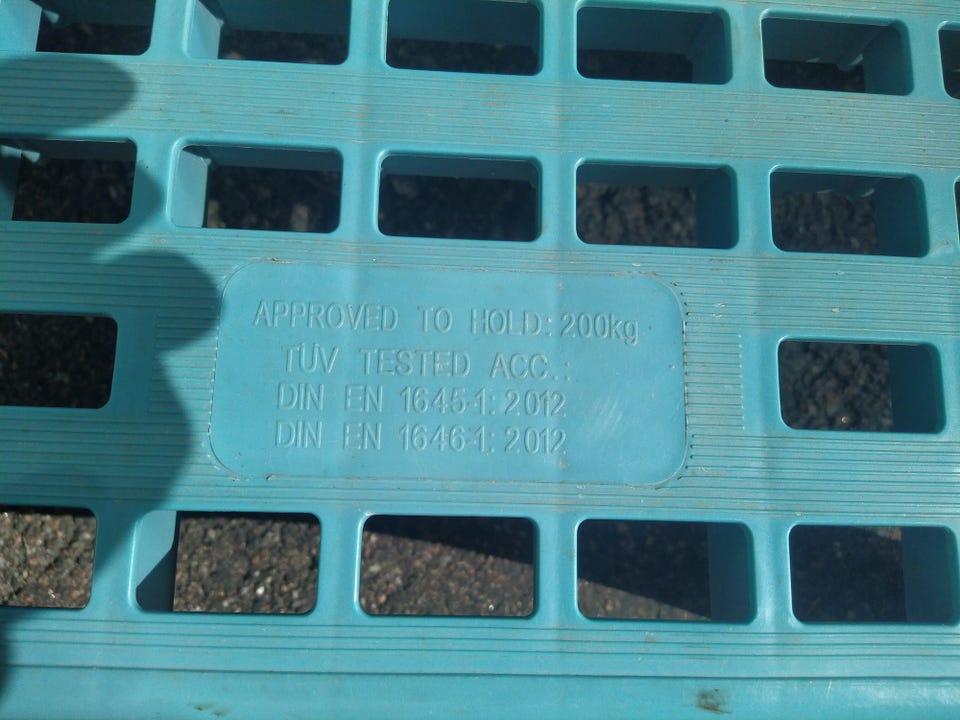 APPROVED TO HOLD: 200kg
TÜV TESTED ACC.:
DIN EN 1645-1: 2012
DIN EN 1646-1: 2012